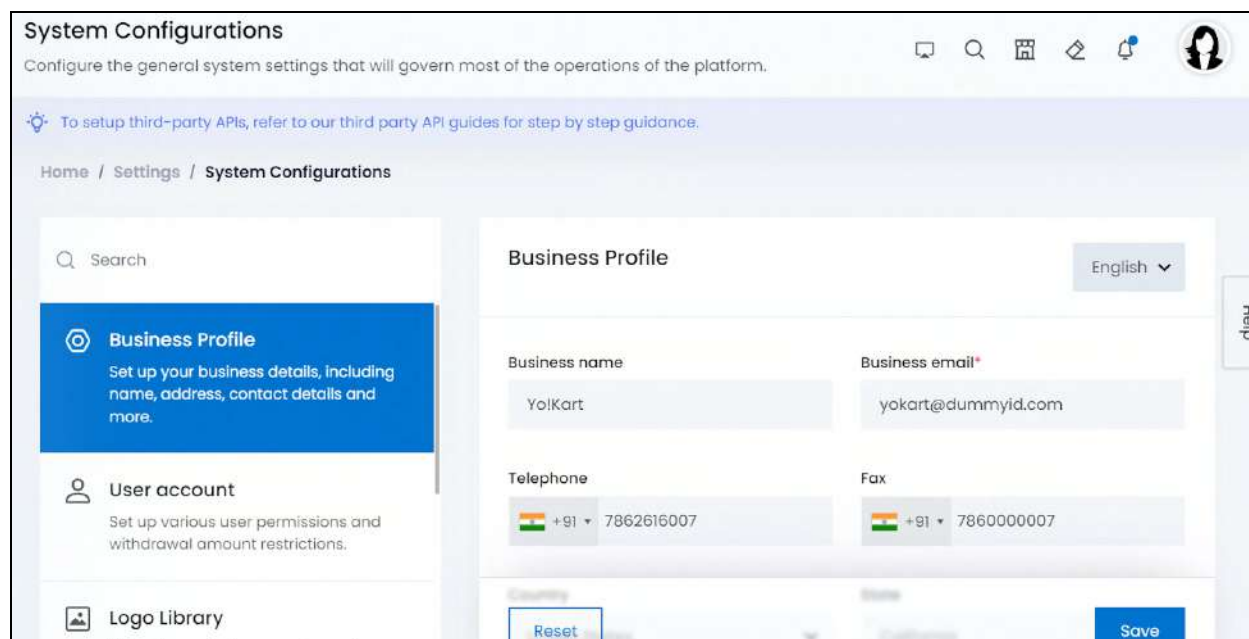 System Configurations
Configure the general system settings that will govern most of the operations of the platform.
To setup third-party APIs, refer to our third party API guides for step by step guidance.
Home / Settings / System Configurations
Search
Business Profile
Set up your business details, including
name, address, contact details and
more.
User account
Set up various user permissions and
withdrawal amount restrictions.
Logo Library
Business Profile
English
Business name
Business email*
Yo!Kart
yokart@dummyid.com
Telephone
Fax
+91 7862616007
+91 7860000007
Country
State
Reset
Save
Help